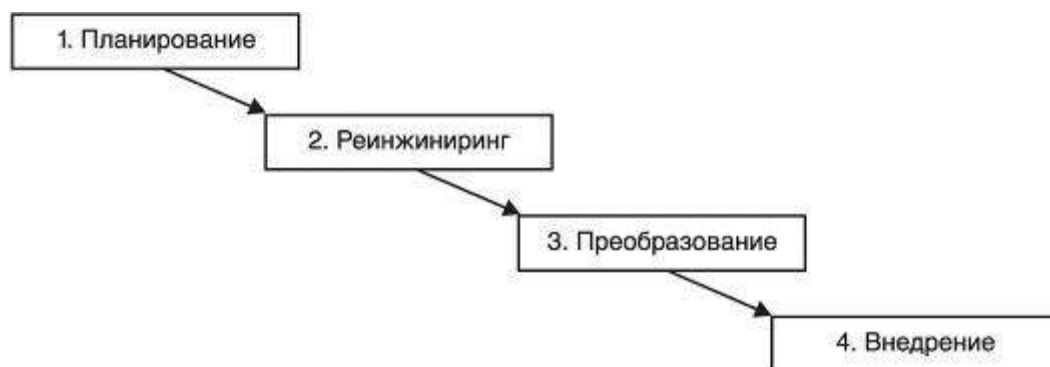 1. Планирование
2. Реинжиниринг
3. Преобразование
4. Внедрение